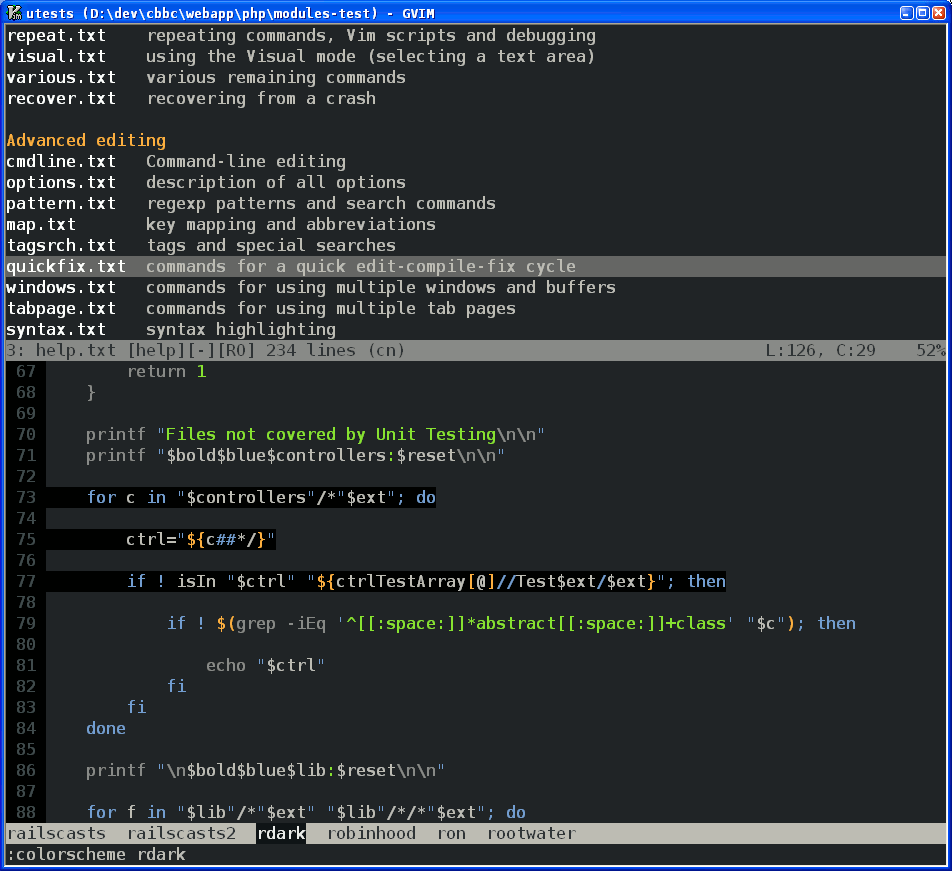 utests (D:\dev\cbbc\webapp\php\modules-test) - GVIM
repeat.txt   repeating commands, Vim scripts and debugging
visual.txt   using the Visual mode (selecting a text area)
various.txt   various remaining commands
recover.txt   recovering from a crash
Advanced editing
cmdline.txt   Command-line editing
options.txt   description of all options
pattern.txt   regexp patterns and search commands
map.txt   key mapping and abbreviations
tagsrch.txt   tags and special searches
quickfix.txt   commands for a quick edit-compile-fix cycle
windows.txt   commands for using multiple windows and buffers
tabpage.txt   commands for using multiple tab pages
syntax.txt   syntax highlighting
3: help.txt [help][-][RO] 234 lines (cn)   L:126, C:29   52%
67         return 1
68     }
69
70     printf "Files not covered by Unit Testing\n\n"
71     printf "$bold$blue$controllers:$reset\n\n"
72
73     for c in "$controllers"/*"$ext"; do
74
75         ctrl="${c##*/}"
76
77         if ! isIn "$ctrl" "${ctrlTestArray[@]//Test$ext/$ext}"; then
78
79             if ! $(grep -iEq '^[[:space:]]*abstract[[:space:]]+class' "$c"); then
80
81                 echo "$ctrl"
82             fi
83         fi
84     done
85
86     printf "\n$bold$blue$lib:$reset\n\n"
87
88     for f in "$lib"/*"$ext" "$lib"/*/*"$ext"; do
railscasts  railscasts2  rdark  robinhood  ron  rootwater
:colorscheme rdark